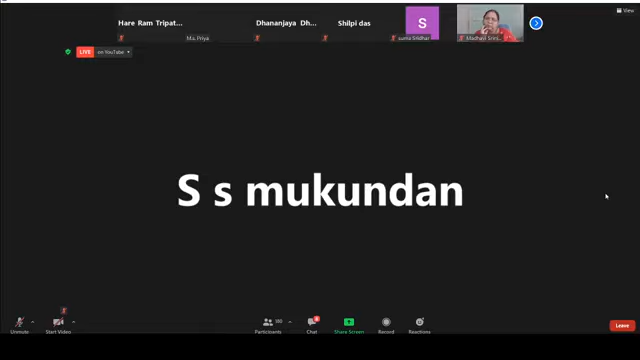 View
Hare Ram Tripat...
Ms. Priya
Dhananjaya Dh...
Shilpi das
S
suma Sridhar
Madhavi Srini...
LIVE on YouTube
S s mukundan
Unmute
Start Video
Participants
Chat
Share Screen
Record
Reactions
Leave